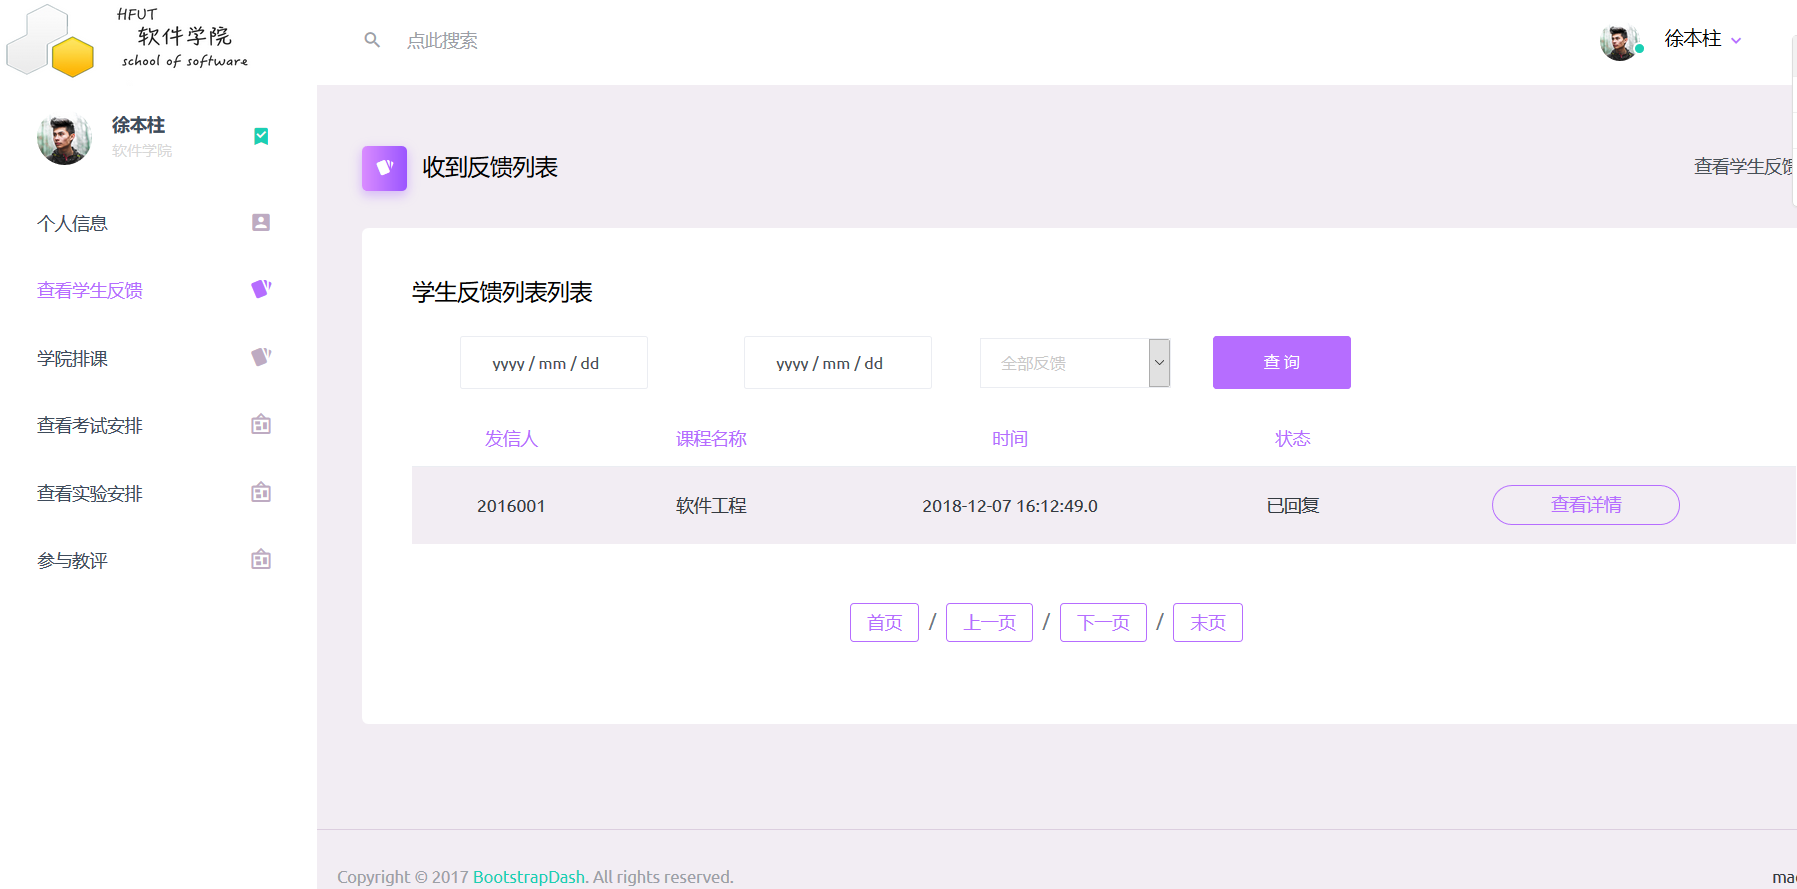 HFUT
软件学院
school of software
点此搜索
徐本柱
徐本柱
软件学院
个人信息
查看学生反馈
学院排课
查看考试安排
查看实验安排
参与教评
收到反馈列表
查看学生反馈
学生反馈列表列表
yyyy / mm / dd yyyy / mm / dd 全部反馈 查 询
发信人 课程名称 时间 状态
2016001 软件工程 2018-12-07 16:12:49.0 已回复 查看详情
首页 / 上一页 / 下一页 / 末页
Copyright © 2017 BootstrapDash. All rights reserved.